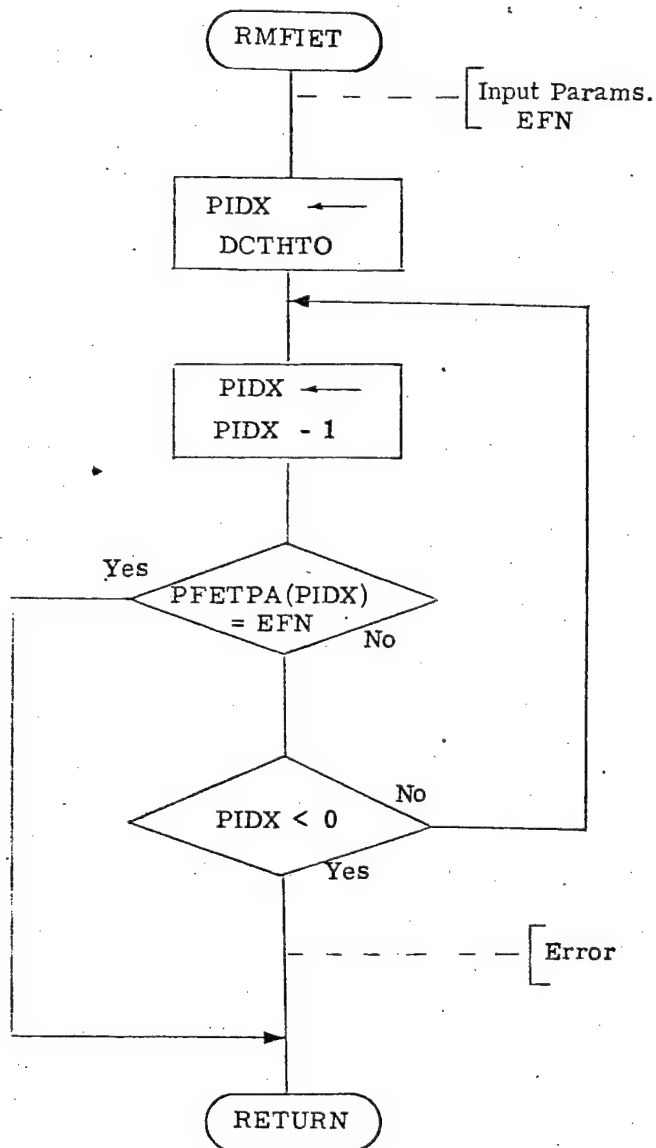 RMFIET
Input Params.
EFN
PIDX ←
DCTHTO
PIDX ←
PIDX - 1
Yes
PFETPA(PIDX)
= EFN
No
No
PIDX < 0
Yes
Error
RETURN